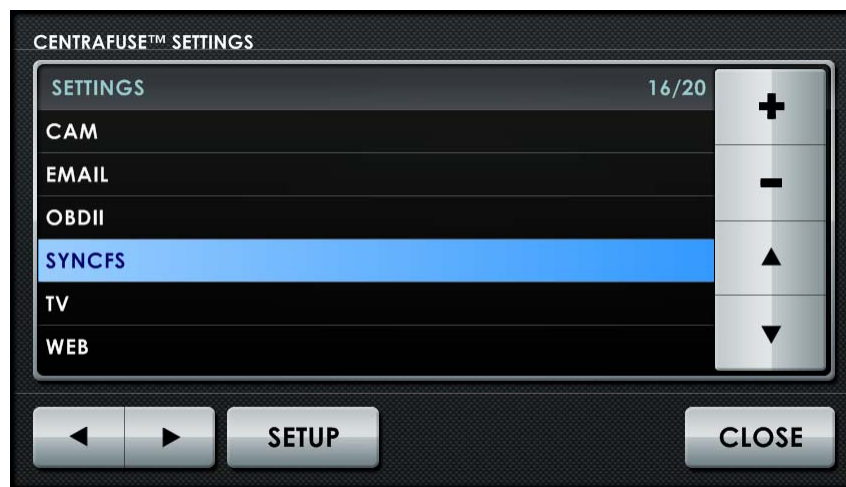 CENTRAFUSE™ SETTINGS
SETTINGS 16/20
CAM
EMAIL
OBDII
SYNCFS
TV
WEB
SETUP CLOSE